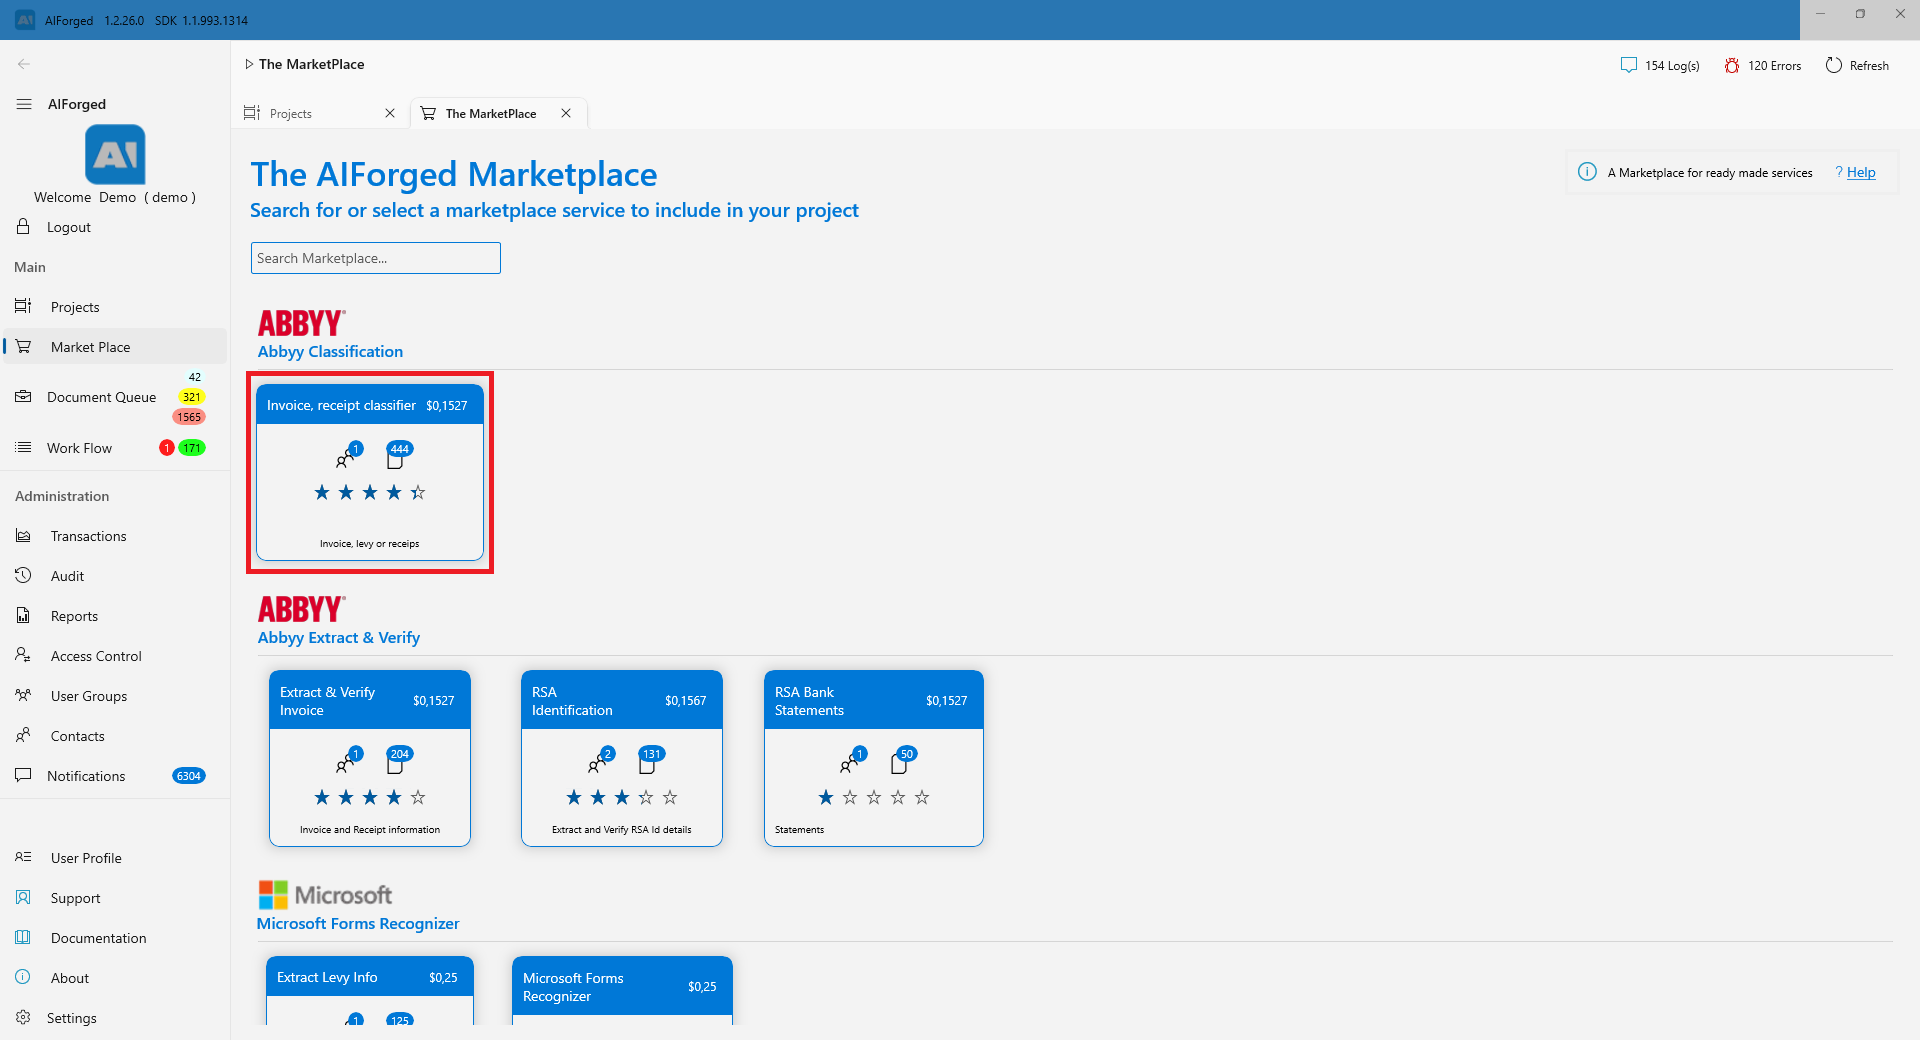 AI AIForged 1.2.26.0 SDK 1.1.993.1314
AIForged
AI
Welcome Demo ( demo )
Logout
Main
Projects
Market Place
42
Document Queue 321
1565
Work Flow 1 171
Administration
Transactions
Audit
Reports
Access Control
User Groups
Contacts
Notifications 6304
User Profile
Support
Documentation
About
Settings
The MarketPlace
154 Log(s) 120 Errors Refresh
Projects The MarketPlace
The AIForged Marketplace
Search for or select a marketplace service to include in your project
A Marketplace for ready made services ? Help
Search Marketplace...
ABBYY
Abbyy Classification
Invoice, receipt classifier $0,1527
1 444
Invoice, levy or receips
ABBYY
Abbyy Extract & Verify
Extract & Verify
Invoice
$0,1527
1 204
Invoice and Receipt information
RSA
Identification
$0,1567
2 131
Extract and Verify RSA Id details
RSA Bank
Statements
$0,1527
1 50
Statements
Microsoft
Microsoft Forms Recognizer
Extract Levy Info $0,25
1 125
Microsoft Forms
Recognizer
$0,25